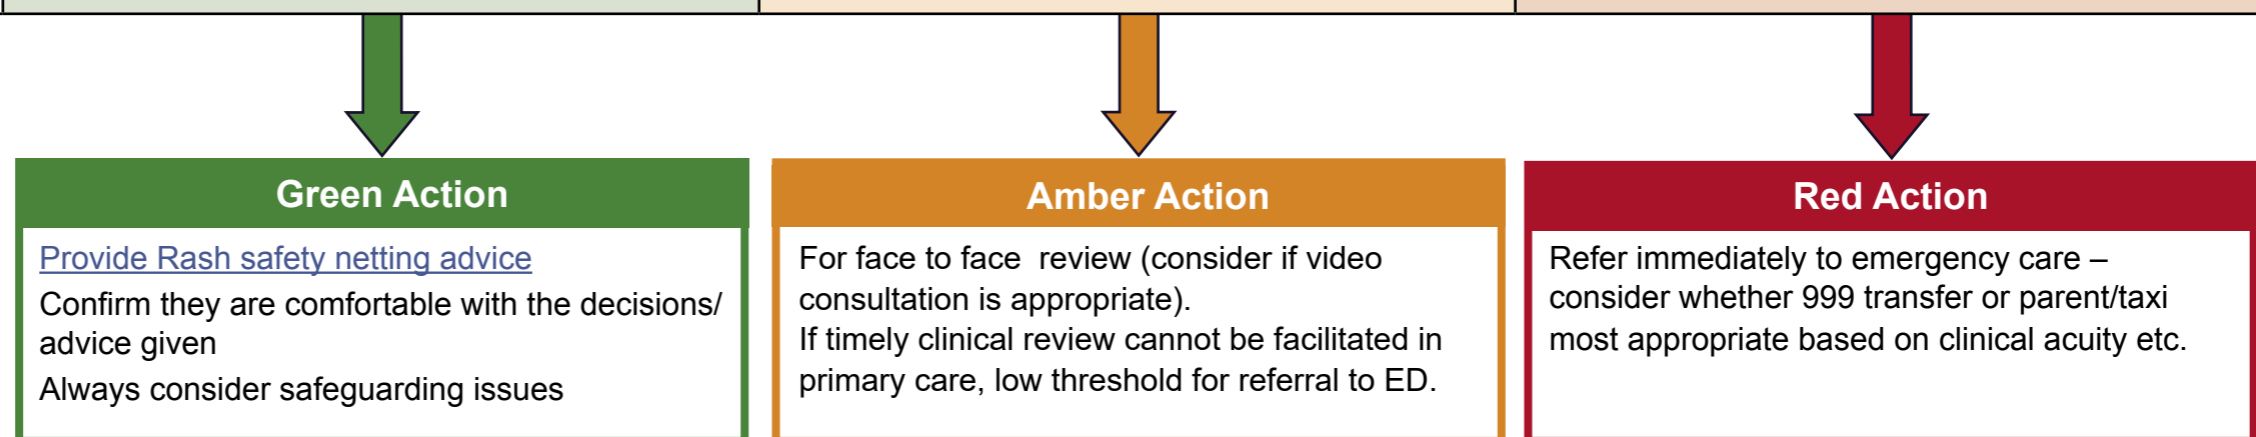 Green Action
Provide Rash safety netting advice
Confirm they are comfortable with the decisions/
advice given
Always consider safeguarding issues
Amber Action
For face to face  review (consider if video
consultation is appropriate).
If timely clinical review cannot be facilitated in
primary care, low threshold for referral to ED.
Red Action
Refer immediately to emergency care –
consider whether 999 transfer or parent/taxi
most appropriate based on clinical acuity etc.